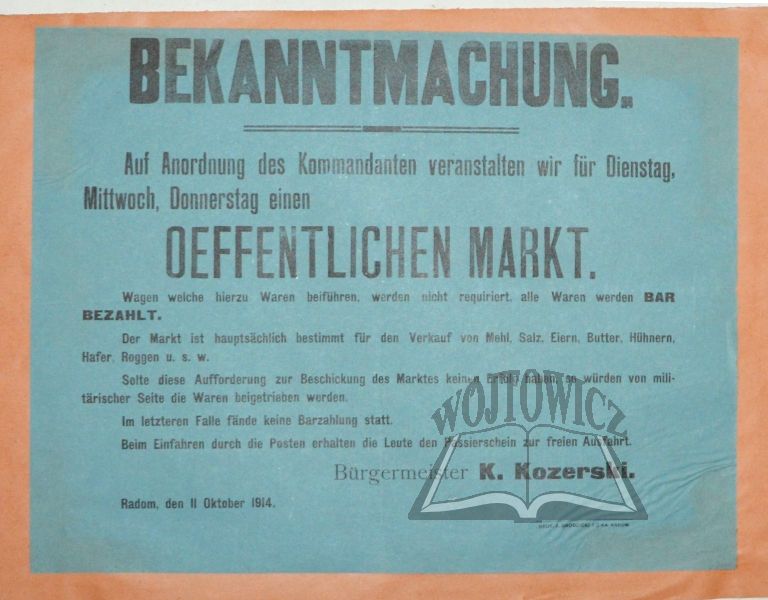 BEKANNTMACHUNG.
Auf Anordnung des Kommandanten veranstalten wir für Dienstag,
Mittwoch, Donnerstag einen
OEFFENTLICHEN MARKT.
Wagen welche hierzu Waren beiführen, werden nicht requiriert, alle Waren werden BAR
BEZAHLT.
Der Markt ist hauptsächlich bestimmt für den Verkauf von Mehl, Salz, Eiern, Butter, Hühnern,
Hafer, Roggen u. s. w.
Solte diese Aufforderung zur Beschickung des Marktes keinen Erfolg haben, so würden von mili-
tärischer Seite die Waren beigetrieben werden.
Im letzteren Falle fände keine Barzahlung statt.
Beim Einfahren durch die Posten erhalten die Leute den Passierschein zur freien Ausfahrt.
Bürgermeister K. Kozerski.
Radom, den 11 Oktober 1914.
WÓJTOWICZ